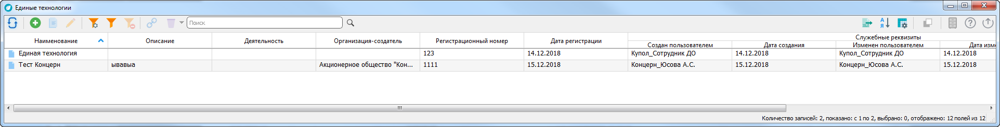 Единые технологии
Поиск
Наименование Описание Деятельность Организация-создатель Регистрационный номер Дата регистрации Служебные реквизиты
Создан пользователем Дата создания Изменен пользователем Дата изме
Единая технология 123 14.12.2018 Купол_Сотрудник ДО 14.12.2018 Купол_Сотрудник ДО 14.12.2018
Тест Концерн ывавыа Акционерное общество "Кон... 1111 15.12.2018 Концерн_Юсова А.С. 15.12.2018 Концерн_Юсова А.С. 15.12.2018
Количество записей: 2, показано: с 1 по 2, выбрано: 0, отображено: 12 полей из 12